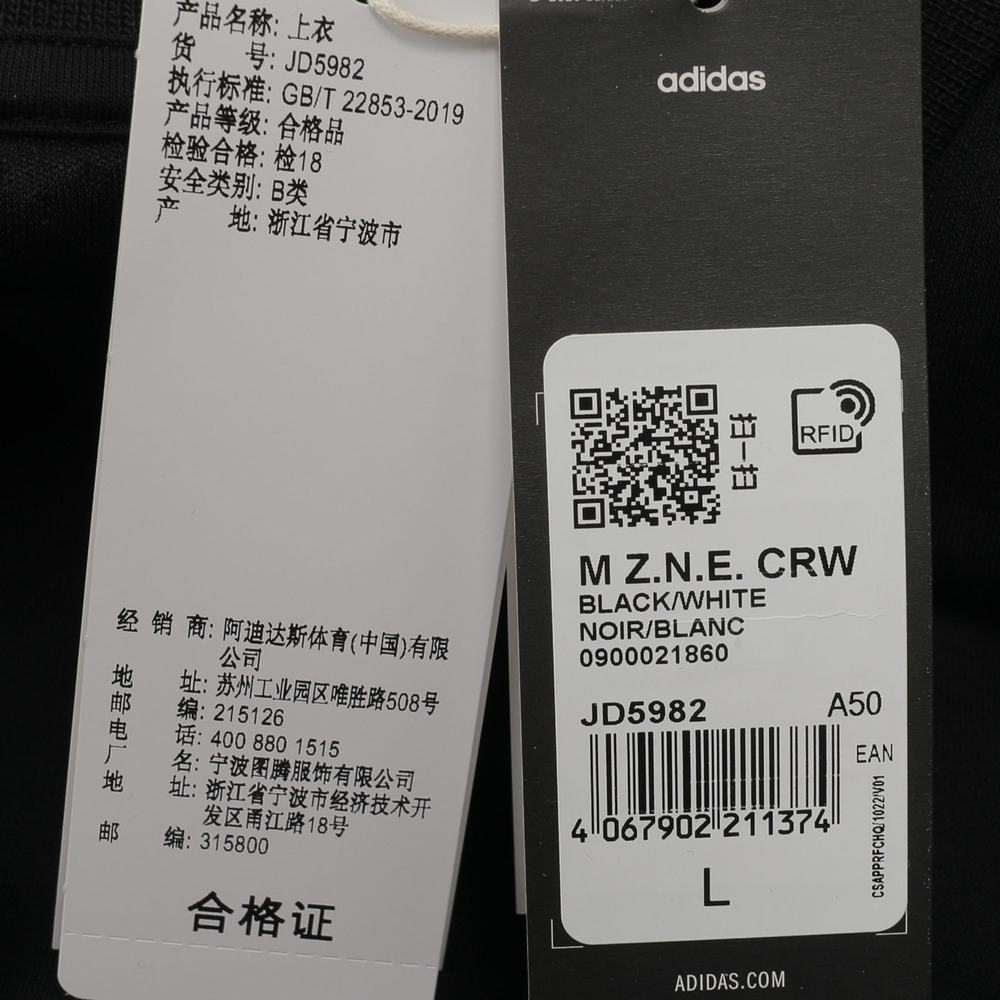 产品名称: 上衣
货 号: JD5982
执行标准: GB/T 22853-2019
产品等级: 合格品
检验合格: 检18
安全类别: B类
产 地: 浙江省宁波市
经 销 商: 阿迪达斯体育(中国)有限
公司
地 址: 苏州工业园区唯胜路508号
邮 编: 215126
电 话: 400 880 1515
厂 名: 宁波图腾服饰有限公司
地 址: 浙江省宁波市经济技术开
发区甬江路18号
邮 编: 315800
合格证
adidas
扫一扫
RFID
M Z.N.E. CRW
BLACK/WHITE
NOIR/BLANC
0900021860
JD5982 A50
EAN
4 067902 211374
CSAPPRFCHQ/1022/V01
L
ADIDAS.COM